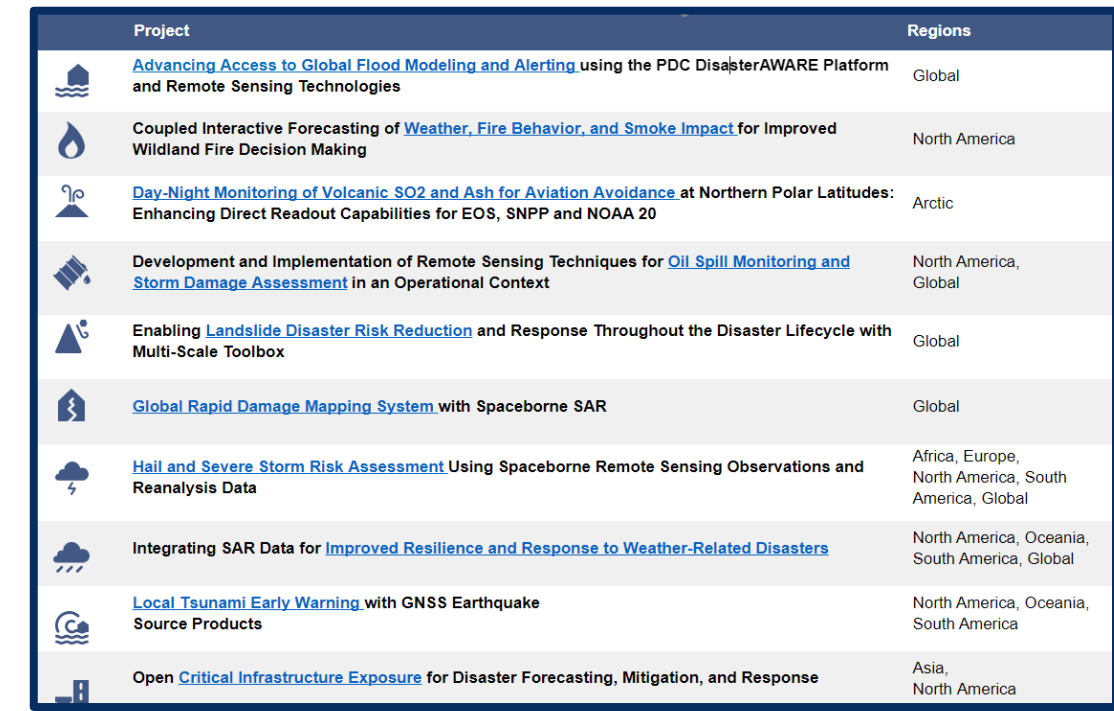 Project Regions
Advancing Access to Global Flood Modeling and Alerting using the PDC DisasterAWARE Platform
and Remote Sensing Technologies
Global
Coupled Interactive Forecasting of Weather, Fire Behavior, and Smoke Impact for Improved
Wildland Fire Decision Making
North America
Day-Night Monitoring of Volcanic SO2 and Ash for Aviation Avoidance at Northern Polar Latitudes:
Enhancing Direct Readout Capabilities for EOS, SNPP and NOAA 20
Arctic
Development and Implementation of Remote Sensing Techniques for Oil Spill Monitoring and
Storm Damage Assessment in an Operational Context
North America,
Global
Enabling Landslide Disaster Risk Reduction and Response Throughout the Disaster Lifecycle with
Multi-Scale Toolbox
Global
Global Rapid Damage Mapping System with Spaceborne SAR
Global
Hail and Severe Storm Risk Assessment Using Spaceborne Remote Sensing Observations and
Reanalysis Data
Africa, Europe,
North America, South
America, Global
Integrating SAR Data for Improved Resilience and Response to Weather-Related Disasters
North America, Oceania,
South America, Global
Local Tsunami Early Warning with GNSS Earthquake
Source Products
North America, Oceania,
South America
Open Critical Infrastructure Exposure for Disaster Forecasting, Mitigation, and Response
Asia,
North America